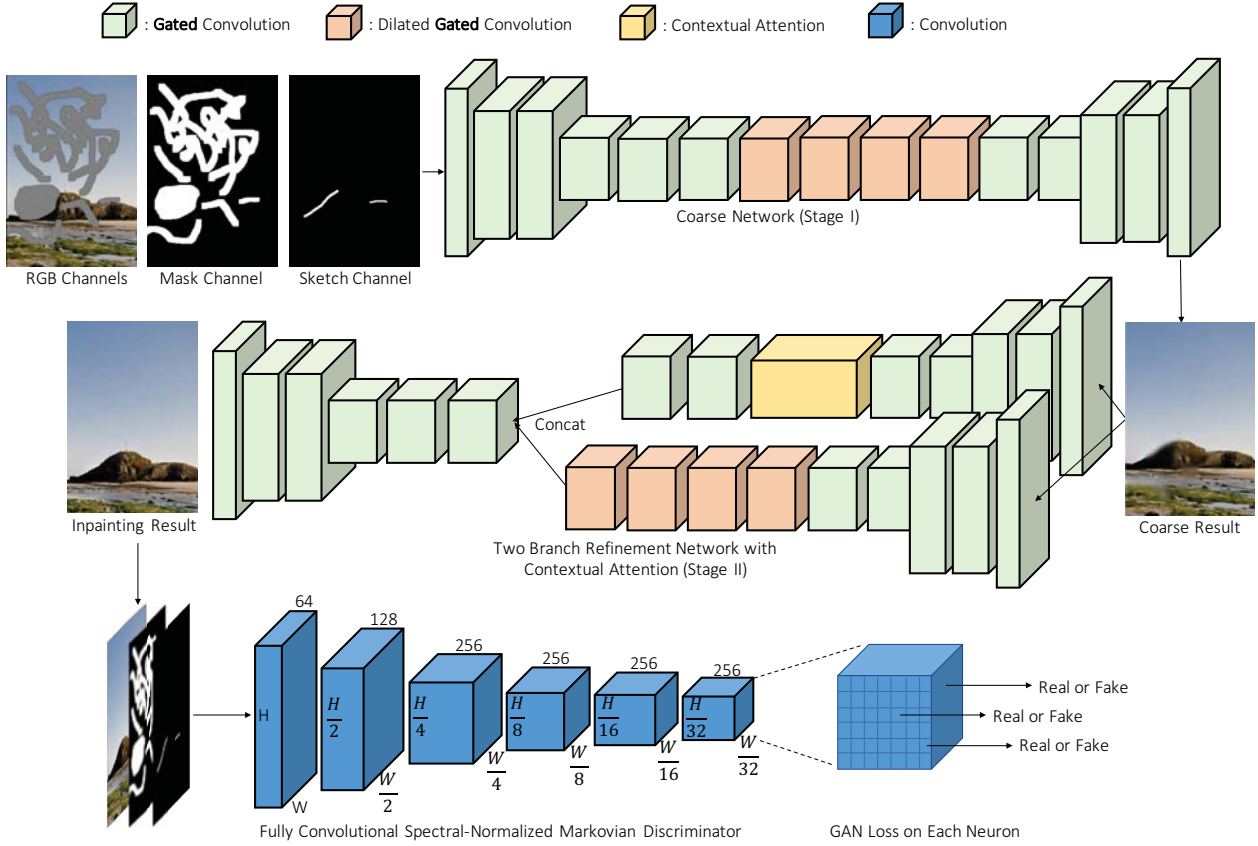 : Gated Convolution
: Dilated Gated Convolution
: Contextual Attention
: Convolution
RGB Channels
Mask Channel
Sketch Channel
Coarse Network (Stage I)
Inpainting Result
Concat
Coarse Result
Two Branch Refinement Network with
Contextual Attention (Stage II)
64
128
256
256
256
256
H
H/2
H/4
H/8
H/16
H/32
W
W/2
W/4
W/8
W/16
W/32
Real or Fake
Real or Fake
Real or Fake
Fully Convolutional Spectral-Normalized Markovian Discriminator
GAN Loss on Each Neuron